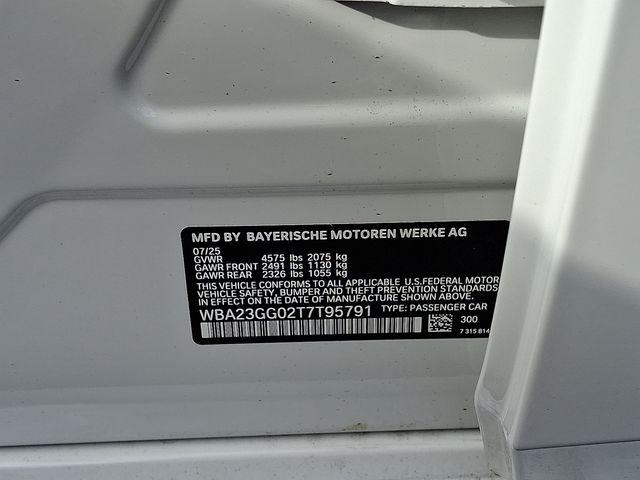 MFD BY BAYERISCHE MOTOREN WERKE AG
07/25
GVWR 4575 lbs 2075 kg
GAWR FRONT 2491 lbs 1130 kg
GAWR REAR 2326 lbs 1055 kg
THIS VEHICLE CONFORMS TO ALL APPLICABLE U.S.FEDERAL MOTOR
VEHICLE SAFETY, BUMPER AND THEFT PREVENTION STANDARDS
IN EFFECT ON THE DATE OF MANUFACTURE SHOWN ABOVE.
WBA23GG02T7T95791 TYPE: PASSENGER CAR
300
7 315 814